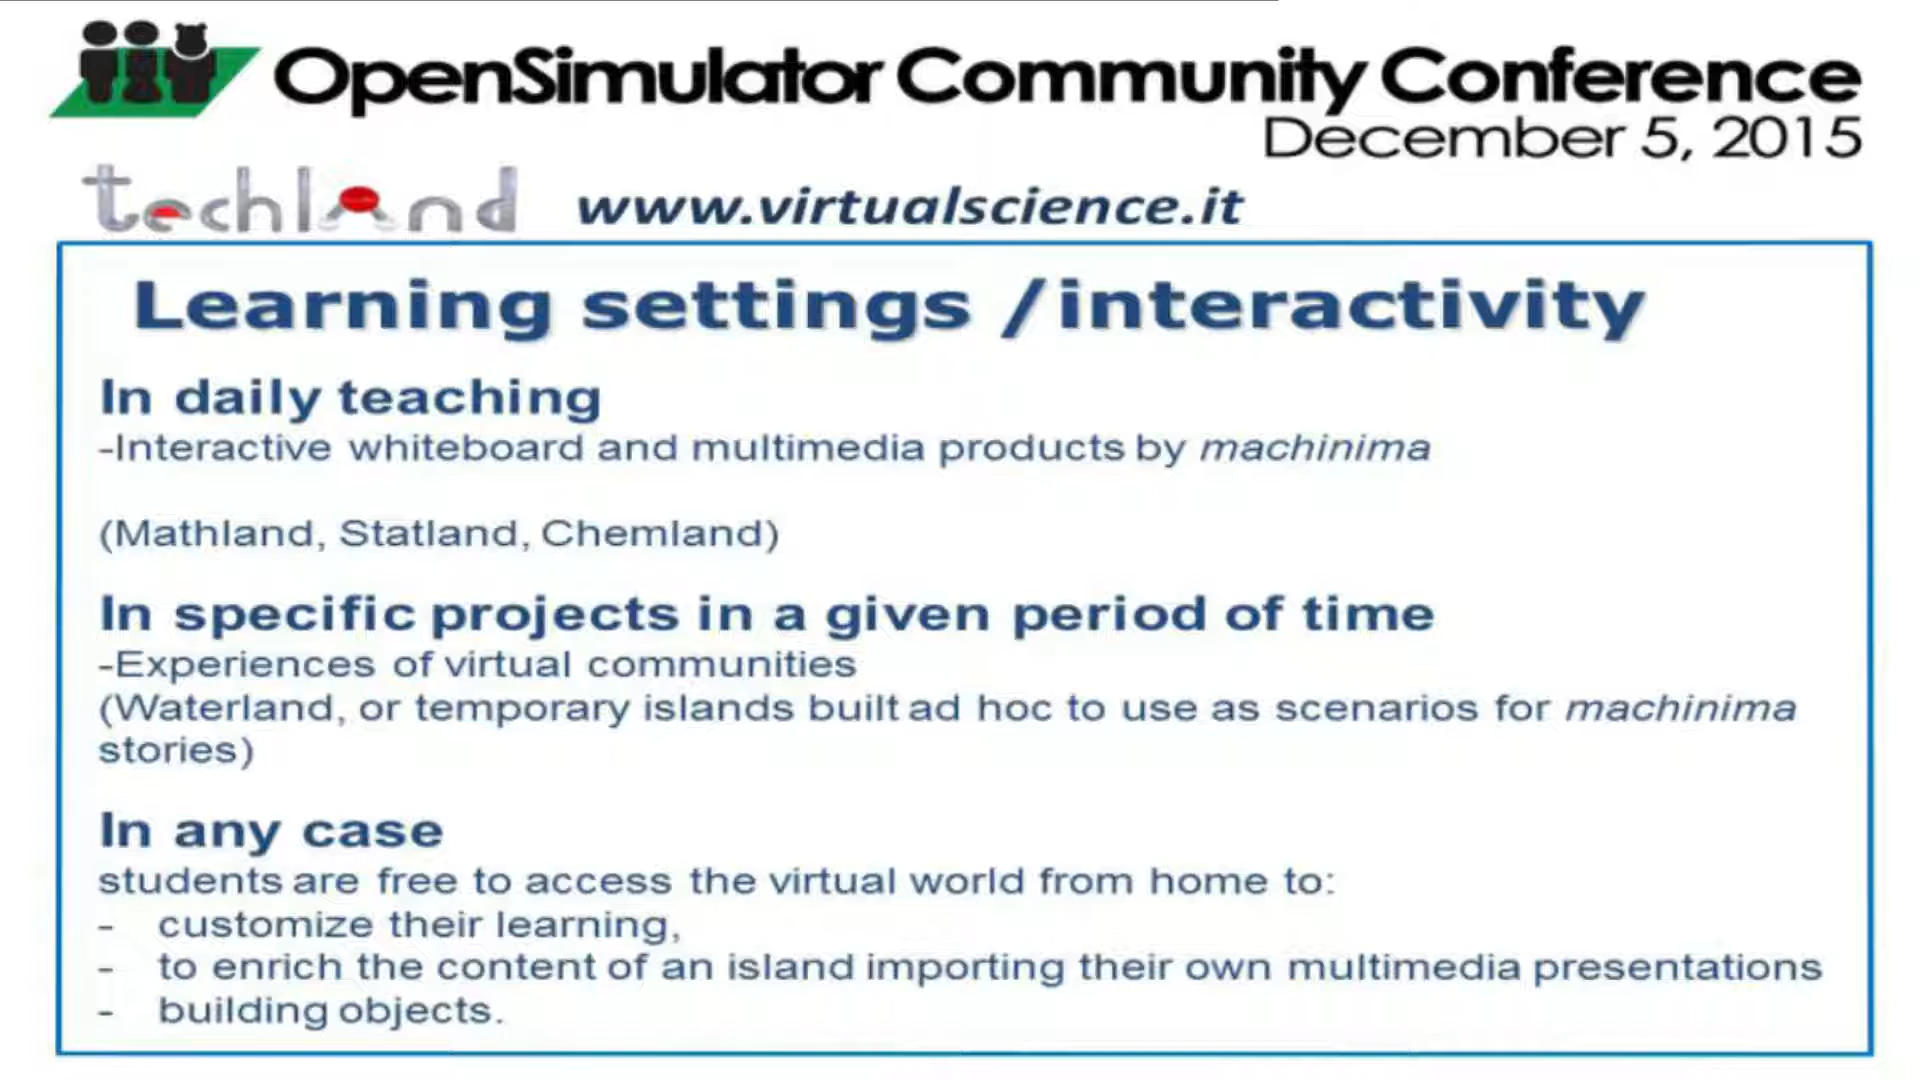 OpenSimulator Community Conference
December 5, 2015
techland www.virtualscience.it
Learning settings /interactivity
In daily teaching
-Interactive whiteboard and multimedia products by machinima
(Mathland, Statland, Chemland)
In specific projects in a given period of time
-Experiences of virtual communities
(Waterland, or temporary islands built ad hoc to use as scenarios for machinima
stories)
In any case
students are free to access the virtual world from home to:
- customize their learning,
- to enrich the content of an island importing their own multimedia presentations
- building objects.